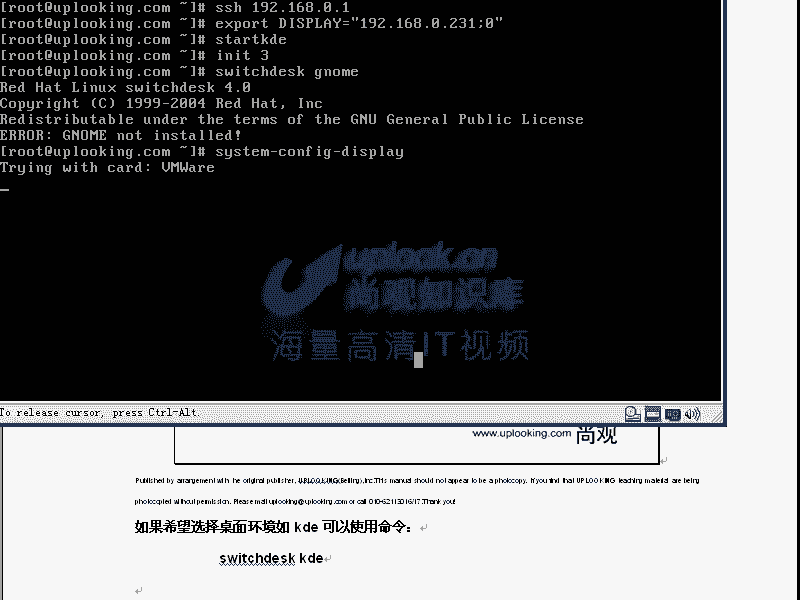 [root@uplooking.com ~]# ssh 192.168.0.1
[root@uplooking.com ~]# export DISPLAY="192.168.0.231;0"
[root@uplooking.com ~]# startkde
[root@uplooking.com ~]# init 3
[root@uplooking.com ~]# switchdesk gnome
Red Hat Linux switchdesk 4.0
Copyright (C) 1999-2004 Red Hat, Inc
Redistributable under the terms of the GNU General Public License
ERROR: GNOME not installed!
[root@uplooking.com ~]# system-config-display
Trying with card: VMWare
uplook.cn
尚观知识库
海量高清IT视频
To release cursor, press Ctrl-Alt.
www.uplooking.com 尚观
Published by arrangement with he original publisher, UPLOOKING(Beijing),Inc.This manual should not appear to be a photocopy. If you find that UPLOOKING teaching material are being
photocopied without permission. Please mail uplooking@uplooking.com or call 010-62113016/17.Thank you!
如果希望选择桌面环境如 kde 可以使用命令：
switchdesk kde